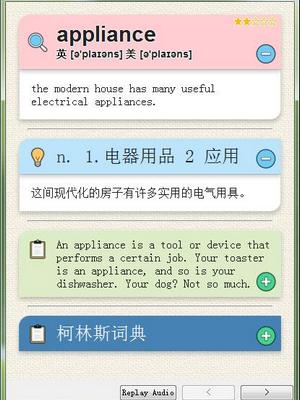 appliance
英 [ə'plaɪəns] 美 [ə'plaɪəns]
the modern house has many useful
electrical appliances.
n. 1.电器用品 2 应用
这间现代化的房子有许多实用的电气用具。
An appliance is a tool or device that
performs a certain job. Your toaster
is an appliance, and so is your
dishwasher. Your dog? Not so much.
柯林斯词典
Replay Audio